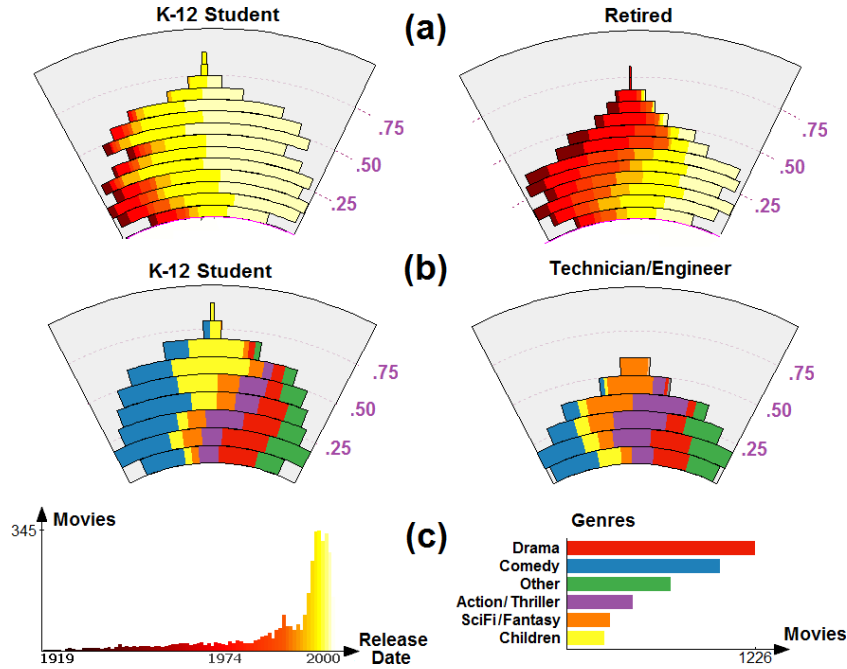 K-12 Student
(a)
Retired
.75
.50
.25
.75
.50
.25
K-12 Student
(b)
Technician/Engineer
.75
.50
.25
.75
.50
.25
345
Movies
(c)
Genres
Drama
Comedy
Other
Action/Thriller
SciFi/Fantasy
Children
Release
Date
Movies
1919
1974
2000
1226